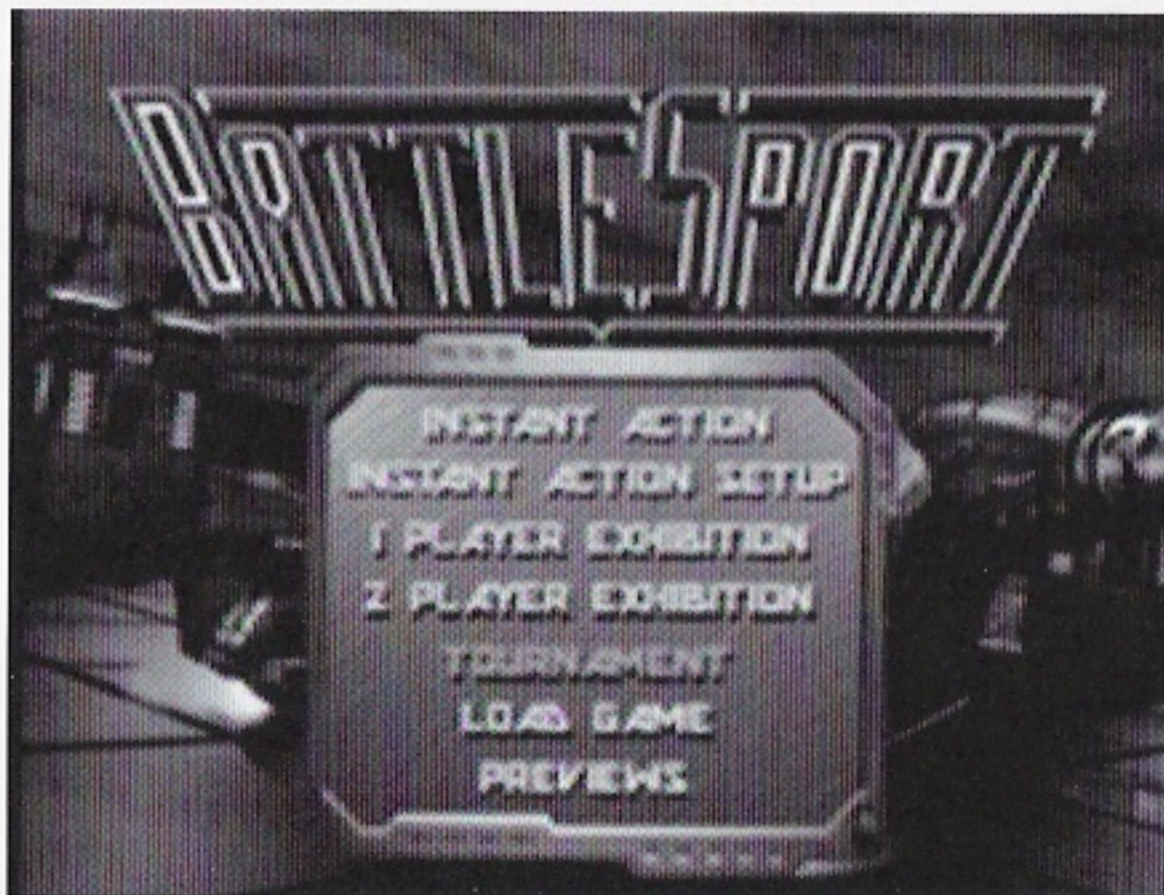 BATTLESPORT
INSTANT ACTION
INSTANT ACTION SETUP
1 PLAYER EXHIBITION
2 PLAYER EXHIBITION
TOURNAMENT
LOAD GAME
PREVIEWS